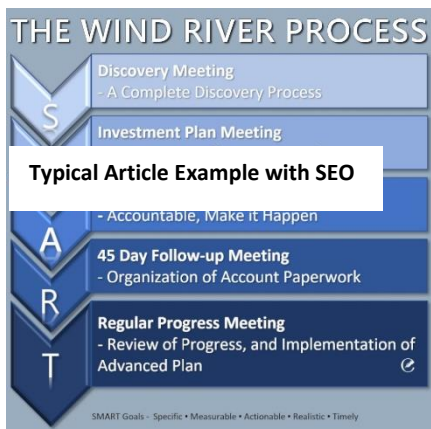 THE WIND RIVER PROCESS
Discovery Meeting
- A Complete Discovery Process
S
Investment Plan Meeting
Typical Article Example with SEO
- Accountable, Make it Happen
A
45 Day Follow-up Meeting
- Organization of Account Paperwork
R
Regular Progress Meeting
- Review of Progress, and Implementation of
Advanced Plan
T
SMART Goals - Specific • Measurable • Actionable • Realistic • Timely